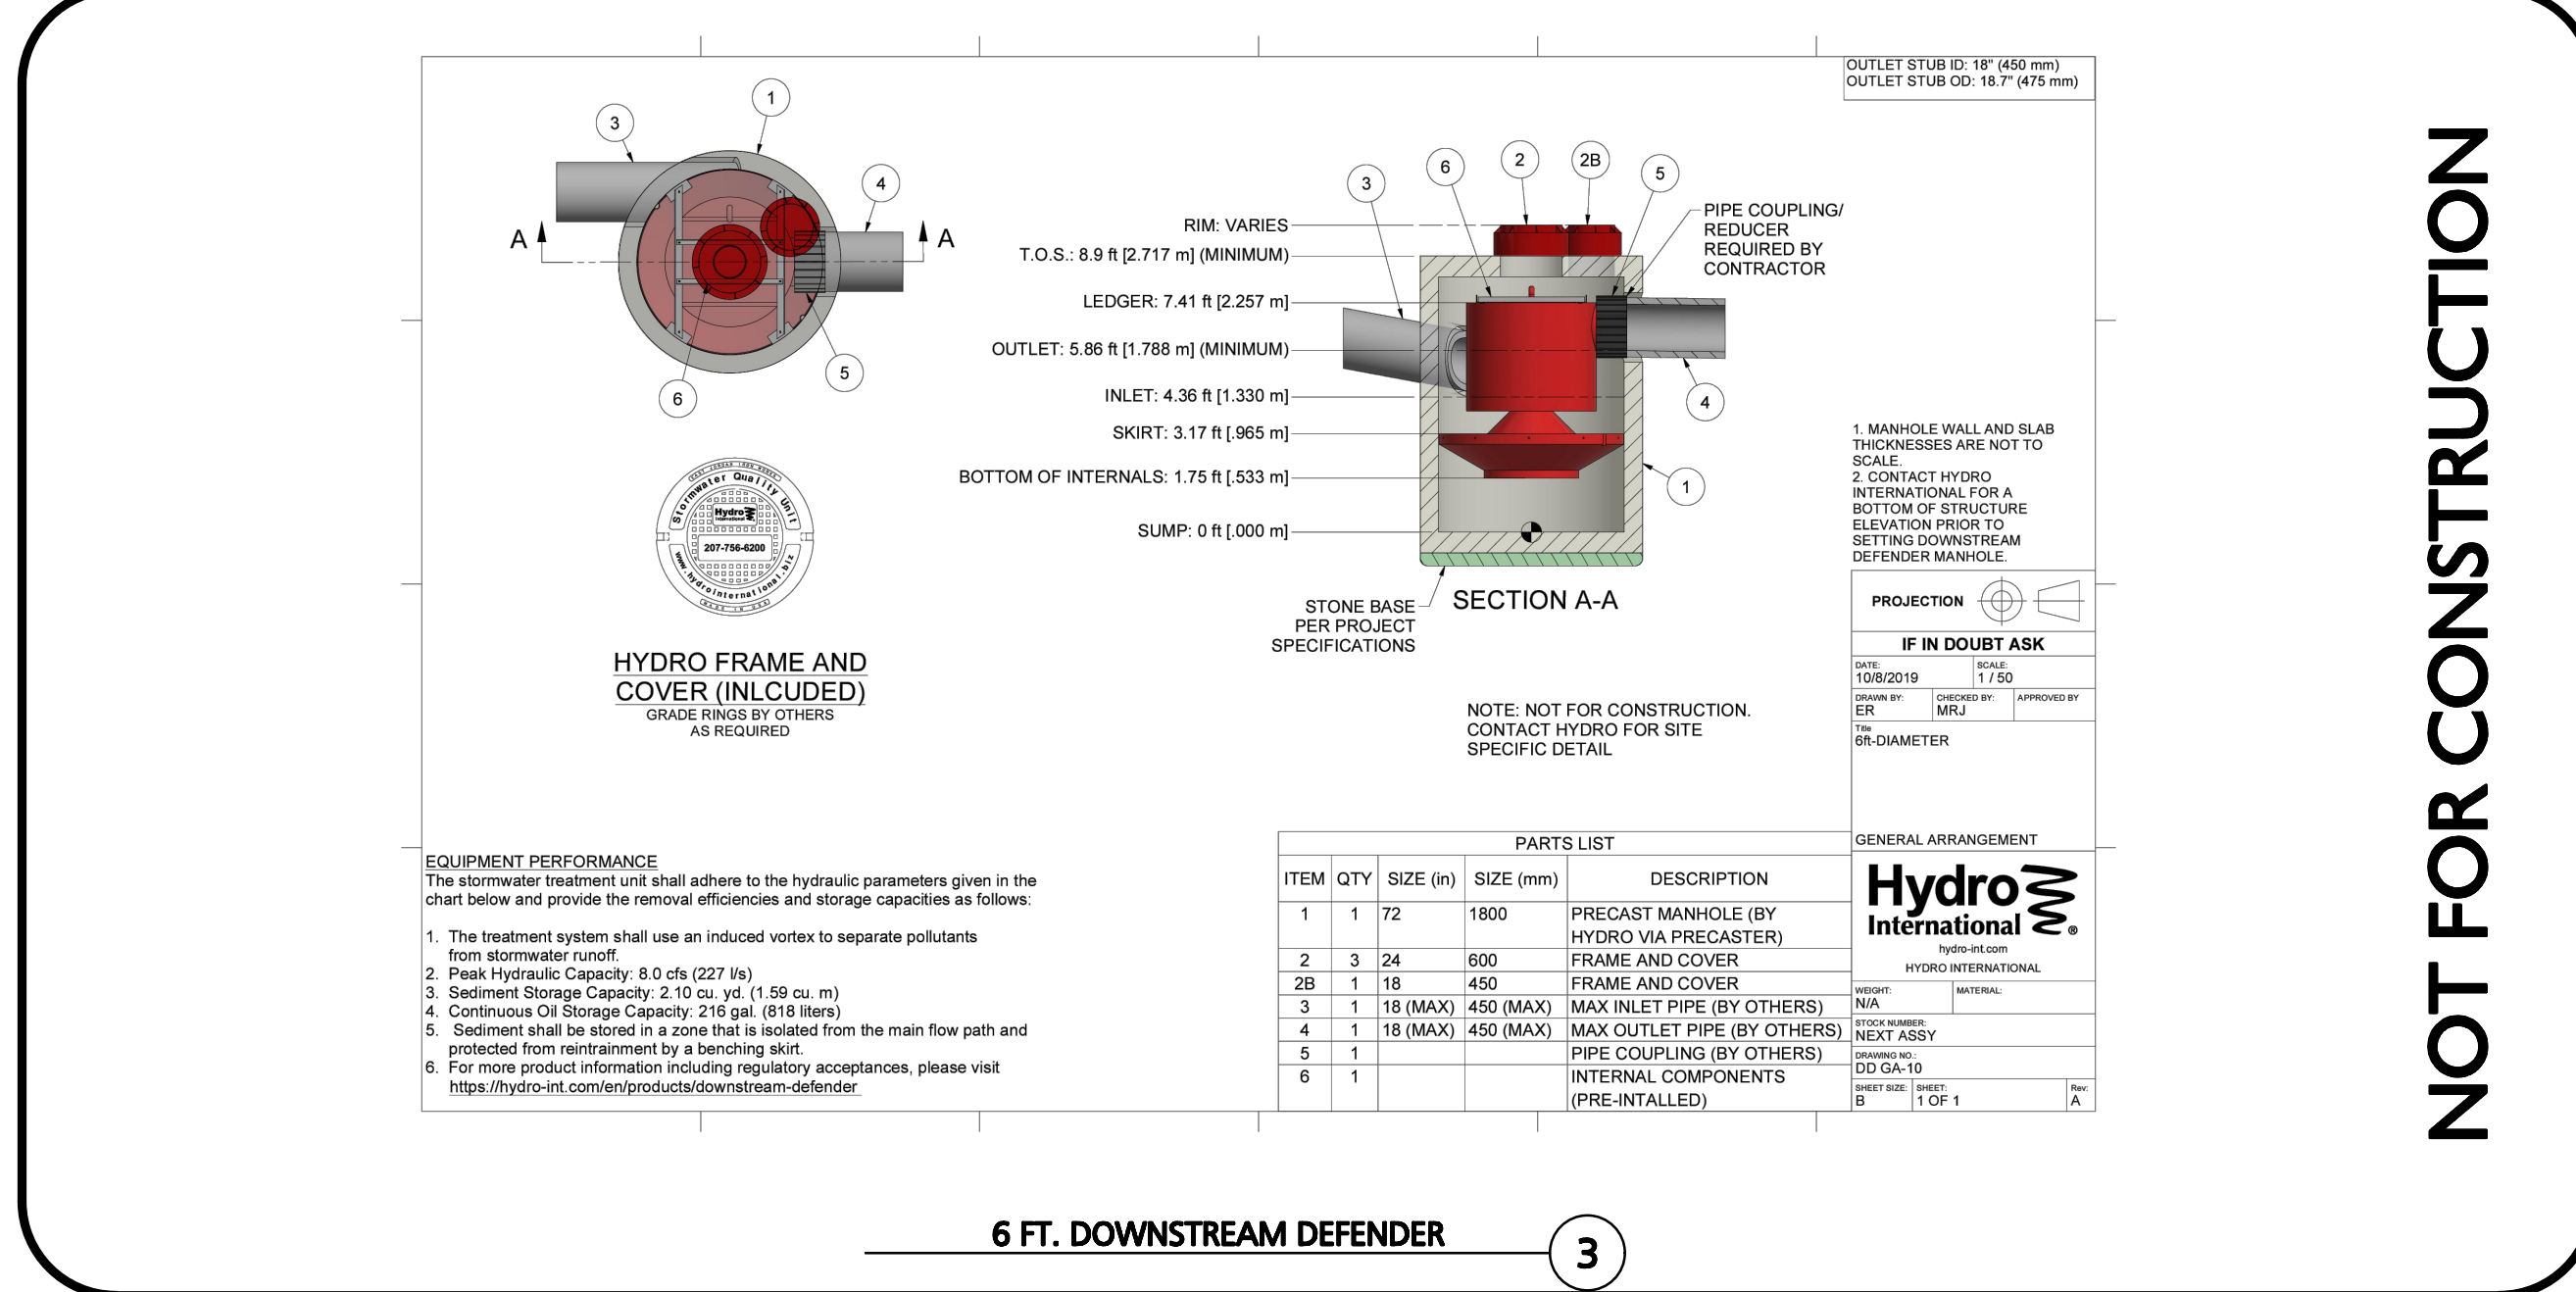 OUTLET STUB ID: 18" (450 mm)
OUTLET STUB OD: 18.7" (475 mm)
1
3
4
A
A
5
6
3
6
2
2B
5
PIPE COUPLING/
REDUCER
REQUIRED BY
CONTRACTOR
RIM: VARIES
T.O.S.: 8.9 ft [2.717 m] (MINIMUM)
LEDGER: 7.41 ft [2.257 m]
OUTLET: 5.86 ft [1.788 m] (MINIMUM)
INLET: 4.36 ft [1.330 m]
SKIRT: 3.17 ft [.965 m]
BOTTOM OF INTERNALS: 1.75 ft [.533 m]
SUMP: 0 ft [.000 m]
4
1
STONE BASE
PER PROJECT
SPECIFICATIONS
SECTION A-A
EAST JORDAN IRON WORKS
Stormwater Quality Unit
Hydro
International
207-756-6200
www.hydrointernational.biz
MADE IN USA
HYDRO FRAME AND
COVER (INLCUDED)
GRADE RINGS BY OTHERS
AS REQUIRED
NOTE: NOT FOR CONSTRUCTION.
CONTACT HYDRO FOR SITE
SPECIFIC DETAIL
1. MANHOLE WALL AND SLAB
THICKNESSES ARE NOT TO
SCALE.
2. CONTACT HYDRO
INTERNATIONAL FOR A
BOTTOM OF STRUCTURE
ELEVATION PRIOR TO
SETTING DOWNSTREAM
DEFENDER MANHOLE.
PROJECTION
IF IN DOUBT ASK
DATE: SCALE:
10/8/2019 1 / 50
DRAWN BY: CHECKED BY: APPROVED BY
ER MRJ
Title
6ft-DIAMETER
GENERAL ARRANGEMENT
Hydro
International ®
hydro-int.com
HYDRO INTERNATIONAL
WEIGHT: MATERIAL:
N/A
STOCK NUMBER:
NEXT ASSY
DRAWING NO.:
DD GA-10
SHEET SIZE: SHEET: Rev:
B 1 OF 1 A
EQUIPMENT PERFORMANCE
The stormwater treatment unit shall adhere to the hydraulic parameters given in the
chart below and provide the removal efficiencies and storage capacities as follows:
1. The treatment system shall use an induced vortex to separate pollutants
from stormwater runoff.
2. Peak Hydraulic Capacity: 8.0 cfs (227 l/s)
3. Sediment Storage Capacity: 2.10 cu. yd. (1.59 cu. m)
4. Continuous Oil Storage Capacity: 216 gal. (818 liters)
5. Sediment shall be stored in a zone that is isolated from the main flow path and
protected from reintrainment by a benching skirt.
6. For more product information including regulatory acceptances, please visit
https://hydro-int.com/en/products/downstream-defender
PARTS LIST
ITEM QTY SIZE (in) SIZE (mm) DESCRIPTION
1 1 72 1800 PRECAST MANHOLE (BY
HYDRO VIA PRECASTER)
2 3 24 600 FRAME AND COVER
2B 1 18 450 FRAME AND COVER
3 1 18 (MAX) 450 (MAX) MAX INLET PIPE (BY OTHERS)
4 1 18 (MAX) 450 (MAX) MAX OUTLET PIPE (BY OTHERS)
5 1 PIPE COUPLING (BY OTHERS)
6 1 INTERNAL COMPONENTS
(PRE-INTALLED)
6 FT. DOWNSTREAM DEFENDER
3
NOT FOR CONSTRUCTION